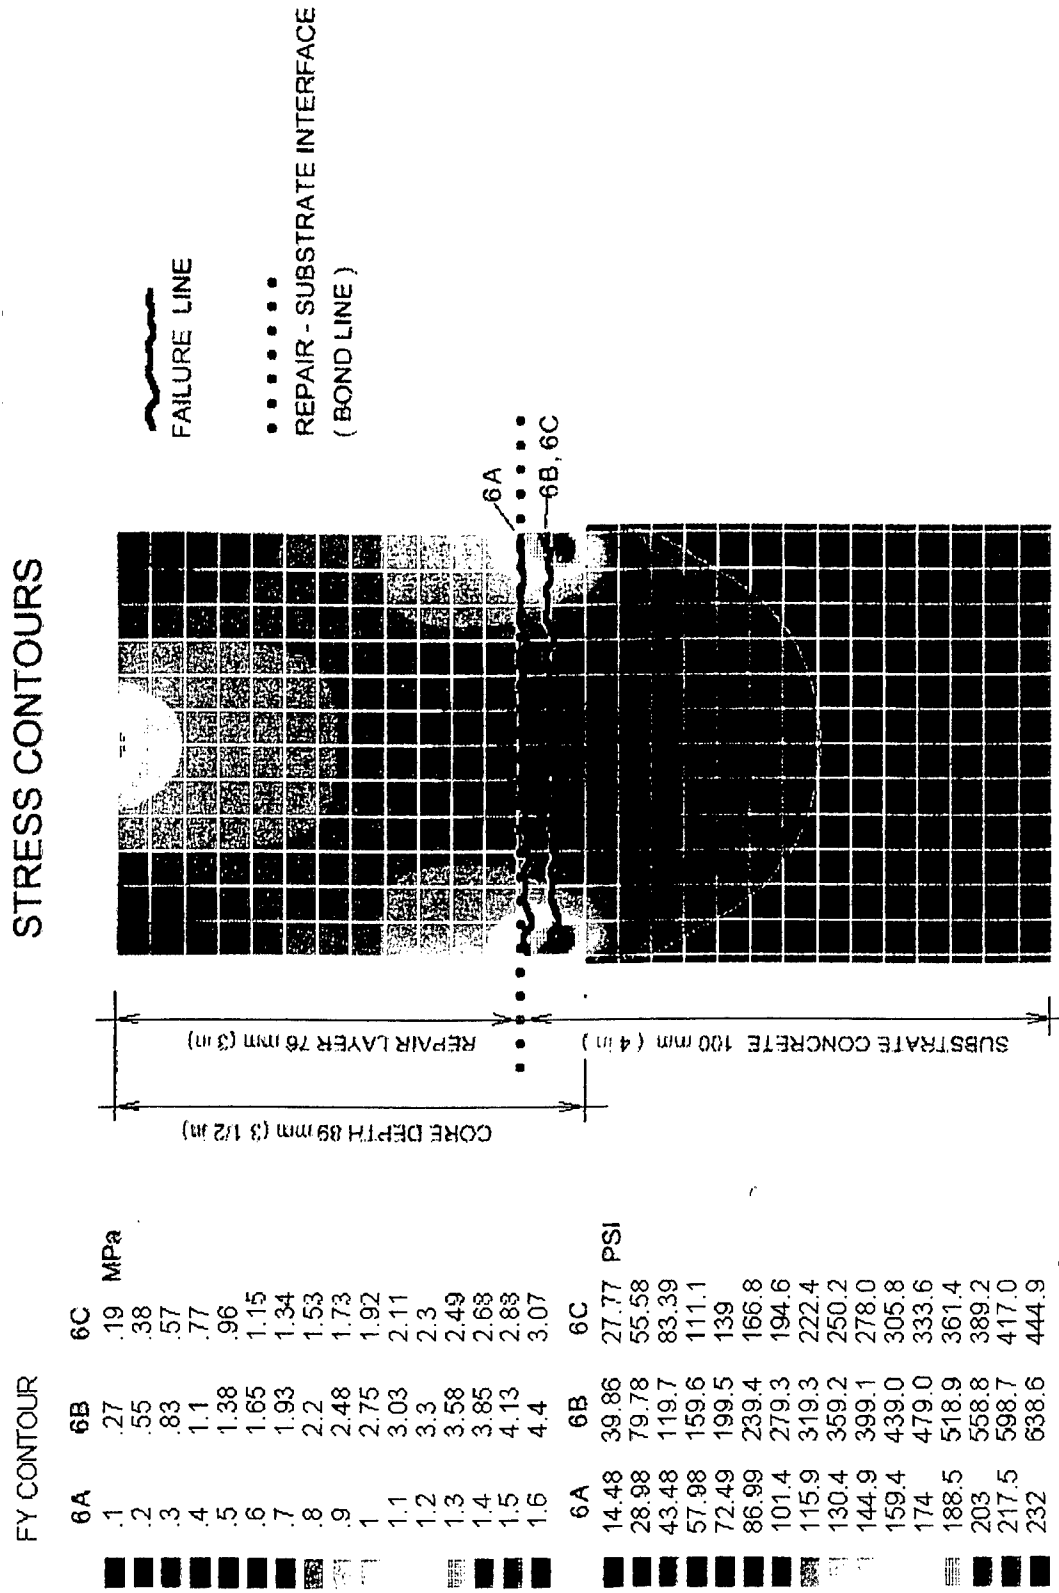 STRESS CONTOURS
FAILURE LINE
REPAIR - SUBSTRATE INTERFACE
( BOND LINE )
6A
6B, 6C
REPAIR LAYER 76 mm (3 in)
SUBSTRATE CONCRETE 100 mm ( 4 in )
CORE DEPTH 89 mm (3 1/2 in)
FY CONTOUR
6A 6B 6C MPa
.1 .27 .19
.2 .55 .38
.3 .83 .57
.4 1.1 .77
.5 1.38 .96
.6 1.65 1.15
.7 1.93 1.34
.8 2.2 1.53
.9 2.48 1.73
1 2.75 1.92
1.1 3.03 2.11
1.2 3.3 2.3
1.3 3.58 2.49
1.4 3.85 2.68
1.5 4.13 2.88
1.6 4.4 3.07
6A 6B 6C PSI
14.48 39.86 27.77
28.98 79.78 55.58
43.48 119.7 83.39
57.98 159.6 111.1
72.49 199.5 139
86.99 239.4 166.8
101.4 279.3 194.6
115.9 319.3 222.4
130.4 359.2 250.2
144.9 399.1 278.0
159.4 439.0 305.8
174 479.0 333.6
188.5 518.9 361.4
203 558.8 389.2
217.5 598.7 417.0
232 638.6 444.9